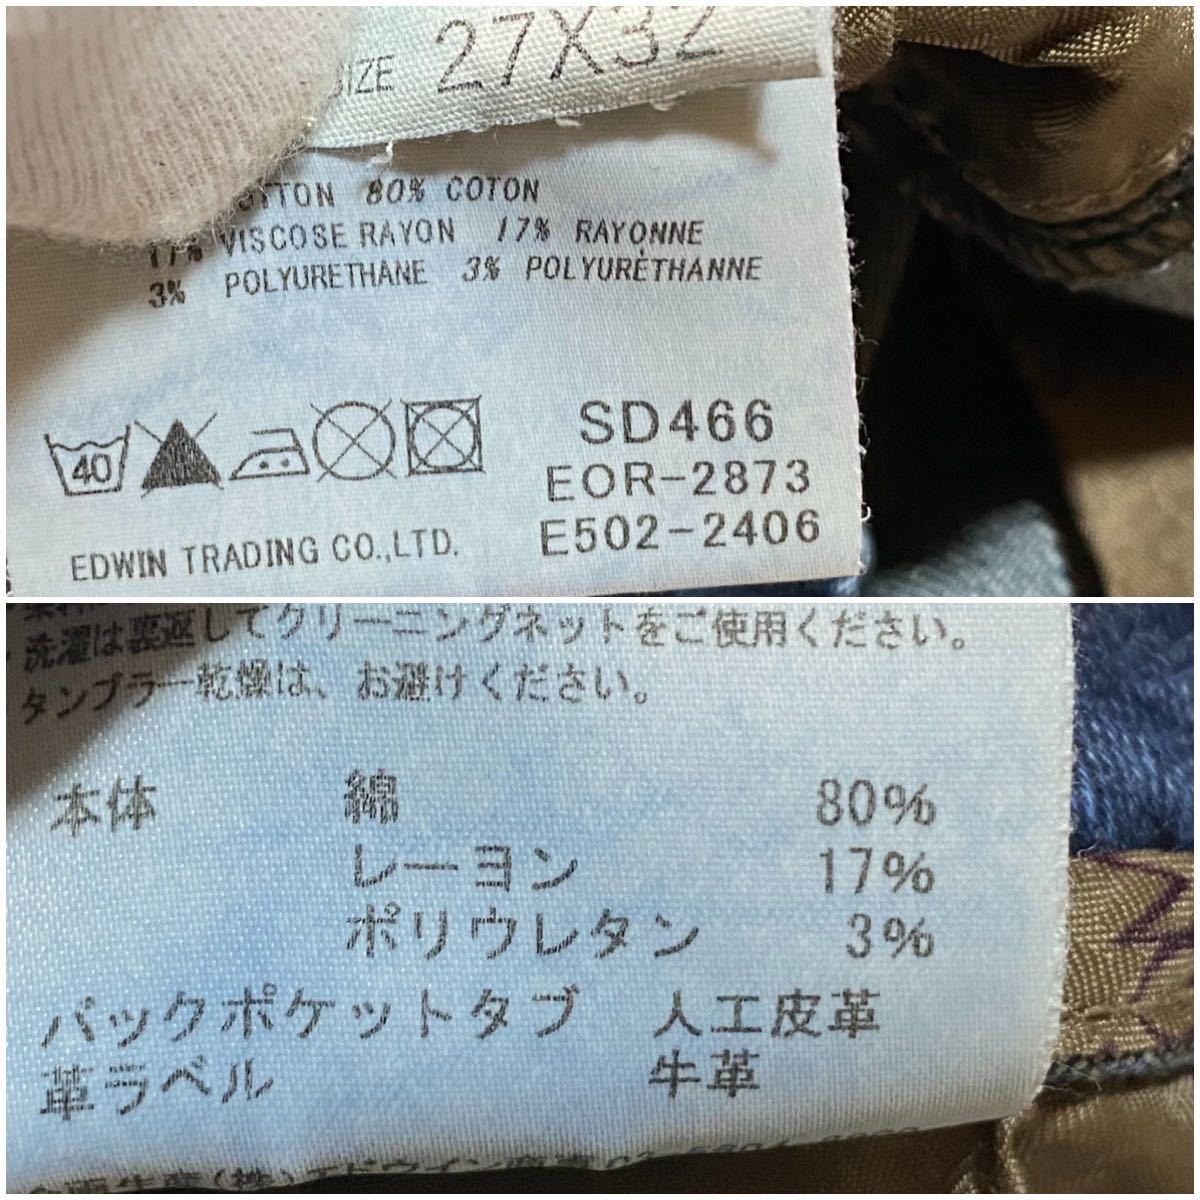 SIZE 27X32
80% COTON
17% VISCOSE RAYON 17% RAYONNE
3% POLYURETHANE 3% POLYURÉTHANNE
40
SD466
EOR-2873
E502-2406
EDWIN TRADING CO.,LTD.
洗濯は裏返してクリーニングネットをご使用ください。
タンブラー乾燥は、お避けください。
本体 綿 80%
レーヨン 17%
ポリウレタン 3%
バックポケットタブ 人工皮革
革ラベル 牛革